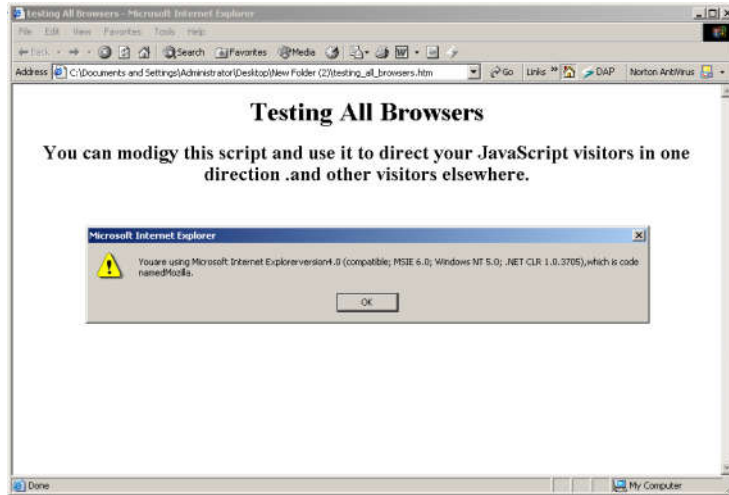 testing All Browsers - Microsoft Internet Explorer
File Edit View Favorites Tools Help
Back Search Favorites Media
Address C:\Documents and Settings\Administrator\Desktop\New Folder (2)\testing_all_browsers.htm Go Links » DAP Norton AntiVirus
Testing All Browsers
You can modigy this script and use it to direct your JavaScript visitors in one
direction .and other visitors elsewhere.
Microsoft Internet Explorer
Youare using Microsoft Internet Explorerversion4.0 (compatible; MSIE 6.0; Windows NT 5.0; .NET CLR 1.0.3705),which is code
namedMozilla.
OK
Done My Computer